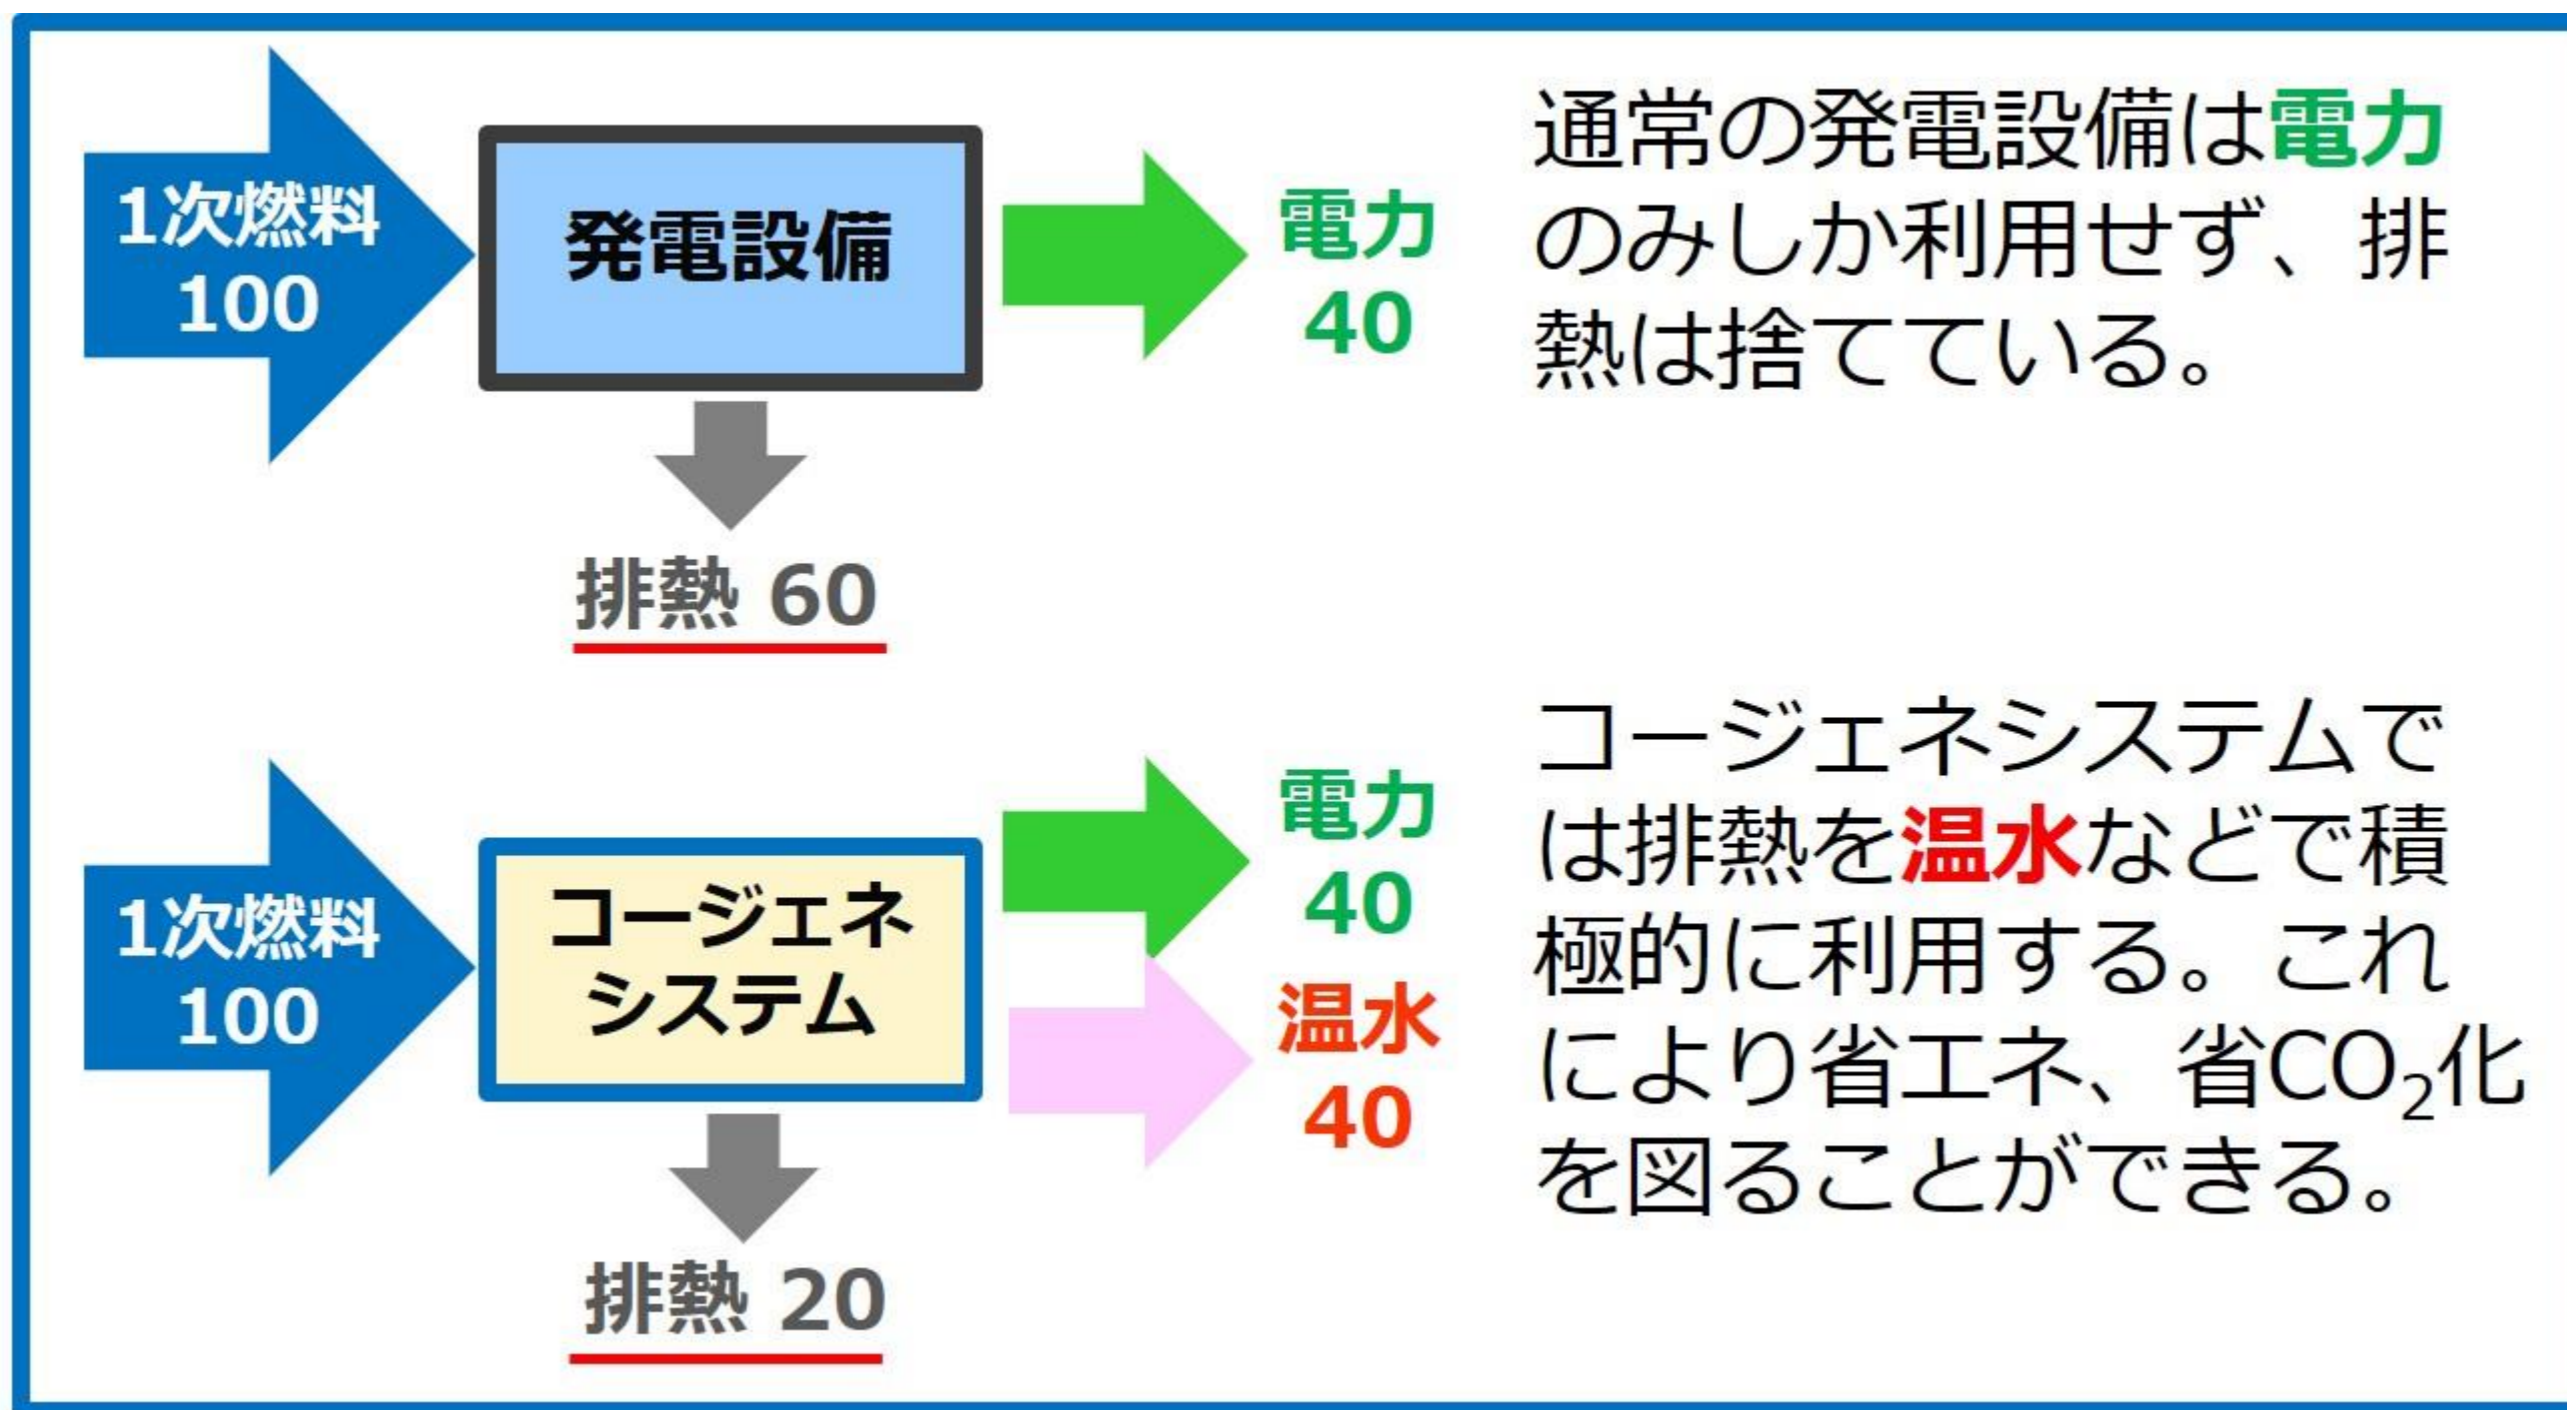 1次燃料
100
発電設備
電力
40
排熱 60
通常の発電設備は電力
のみしか利用せず、排
熱は捨てている。
1次燃料
100
コージェネ
システム
電力
40
温水
40
排熱 20
コージェネシステムで
は排熱を温水などで積
極的に利用する。これ
により省エネ、省CO₂化
を図ることができる。